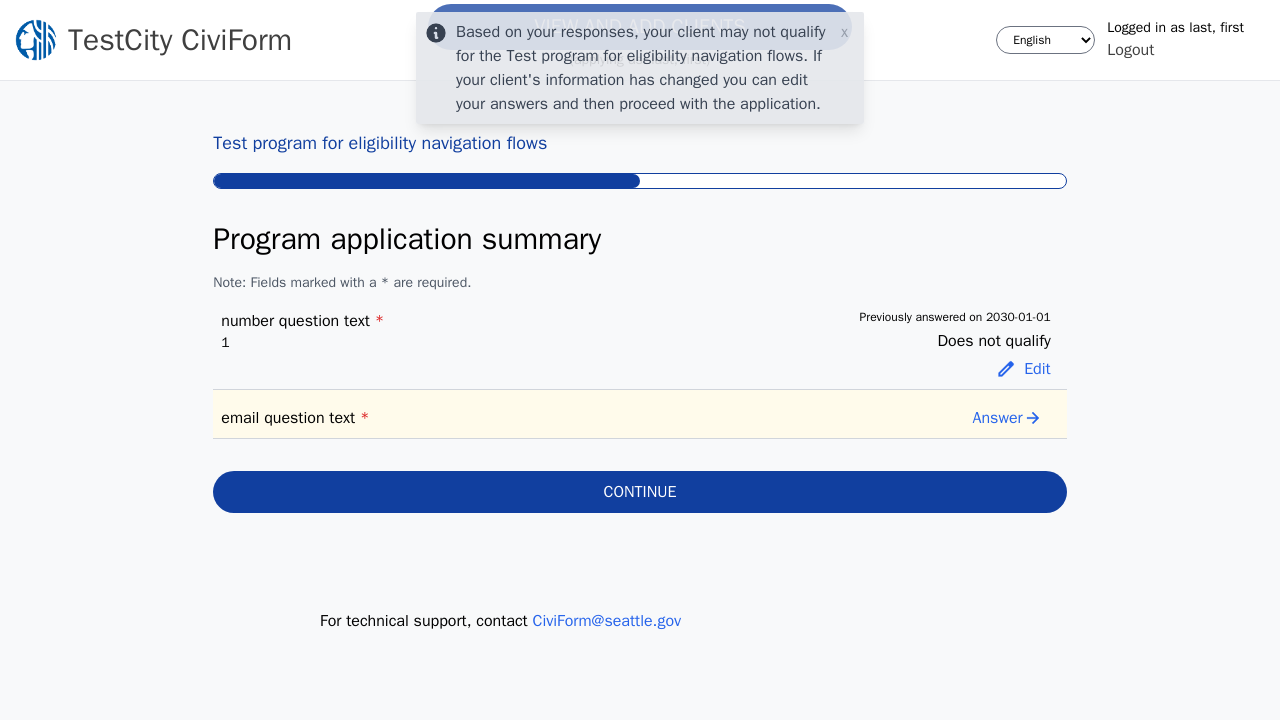 TestCity CiviForm
VIEW AND ADD CLIENTS
Based on your responses, your client may not qualify
for the Test program for eligibility navigation flows. If
your client's information has changed you can edit
your answers and then proceed with the application.
x
English
Logged in as last, first
Logout
Test program for eligibility navigation flows
Program application summary
Note: Fields marked with a * are required.
number question text *
1
Previously answered on 2030-01-01
Does not qualify
Edit
email question text *
Answer
CONTINUE
For technical support, contact CiviForm@seattle.gov